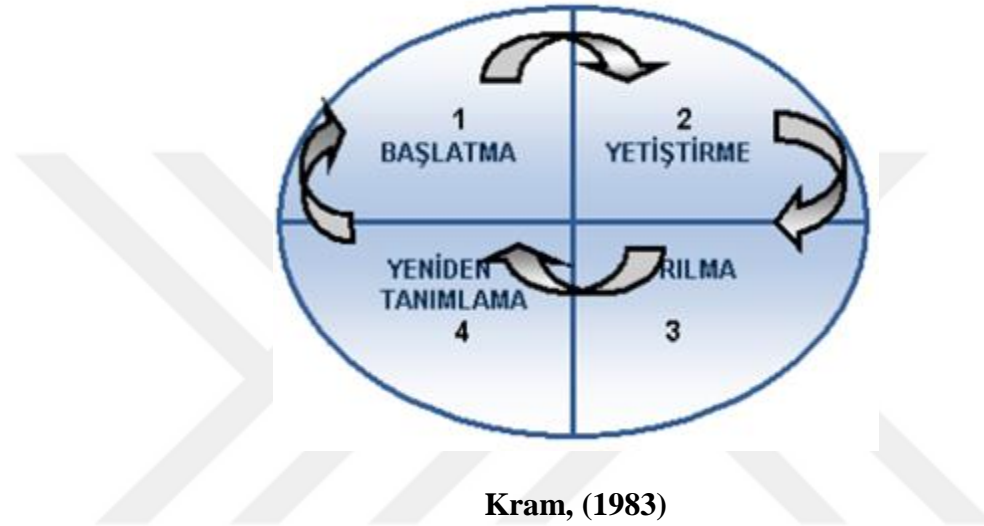 1
BAŞLATMA
2
YETİŞTİRME
YENİDEN
TANIMLAMA
4
RILMA
3
Kram, (1983)